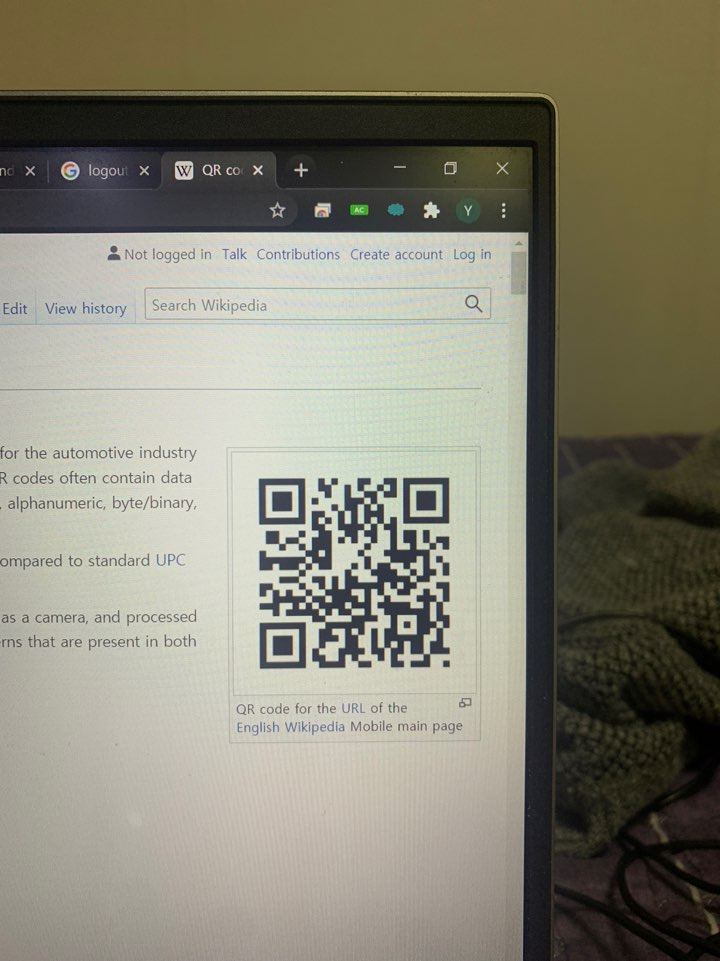 logout
W QR co
AC
Y
Not logged in Talk Contributions Create account Log in
Edit View history Search Wikipedia
for the automotive industry
R codes often contain data
, alphanumeric, byte/binary,
ompared to standard UPC
as a camera, and processed
rns that are present in both
QR code for the URL of the
English Wikipedia Mobile main page